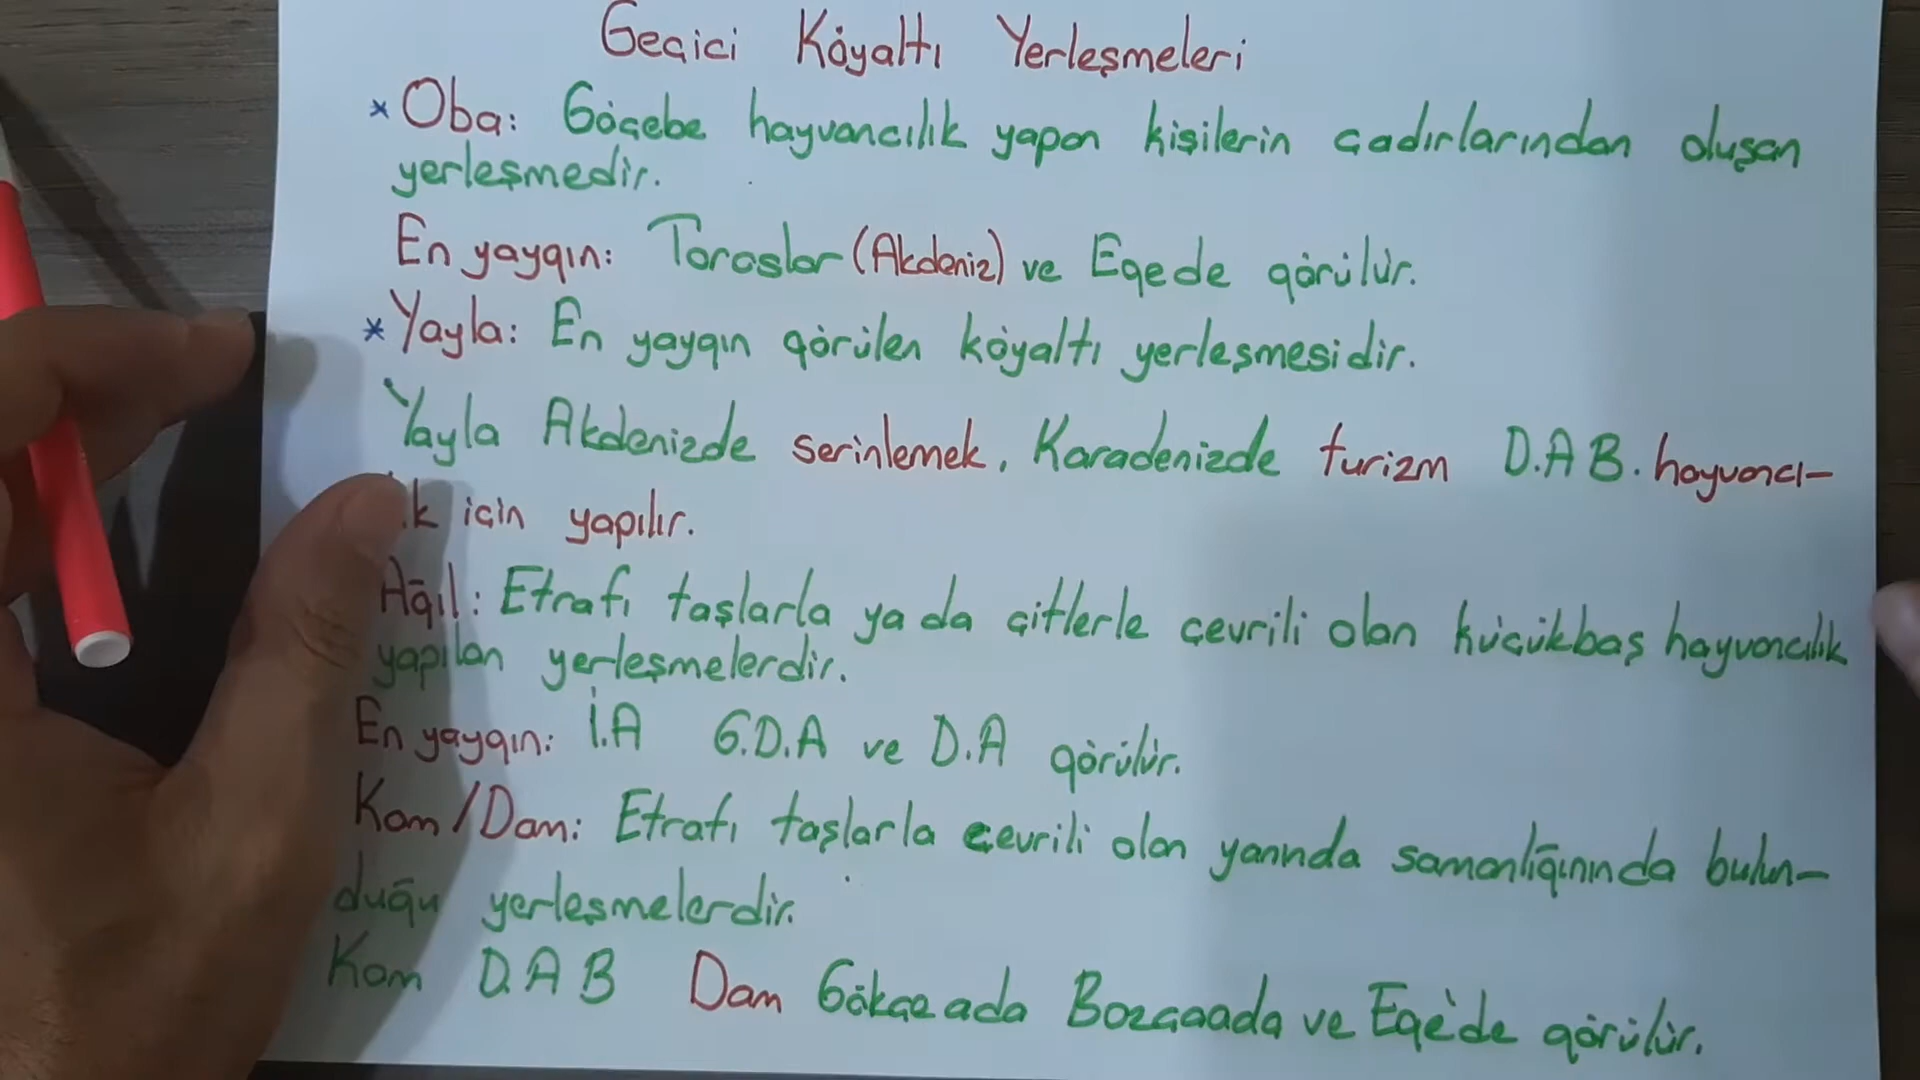 Geçici Köyaltı Yerleşmeleri
* Oba: Göçebe hayvancılık yapan kişilerin çadırlarından oluşan
yerleşmedir.
En yaygın: Toroslar (Akdeniz) ve Egede görülür.
* Yayla: En yaygın görülen köyaltı yerleşmesidir.
Yayla Akdenizde serinlemek, Karadenizde turizm D.A B. hayvancı-
lık için yapılır.
Ağıl: Etrafı taşlarla ya da çitlerle çevrili olan küçükbaş hayvancılık
yapılan yerleşmelerdir.
En yaygın: İ.A G.D.A ve D.A görülür.
Kom/Dam: Etrafı taşlarla çevrili olan yanında samanlığınında bulun-
duğu yerleşmelerdir.
Kom D.A B Dam Gökçeada Bozcaada ve Ege'de görülür.